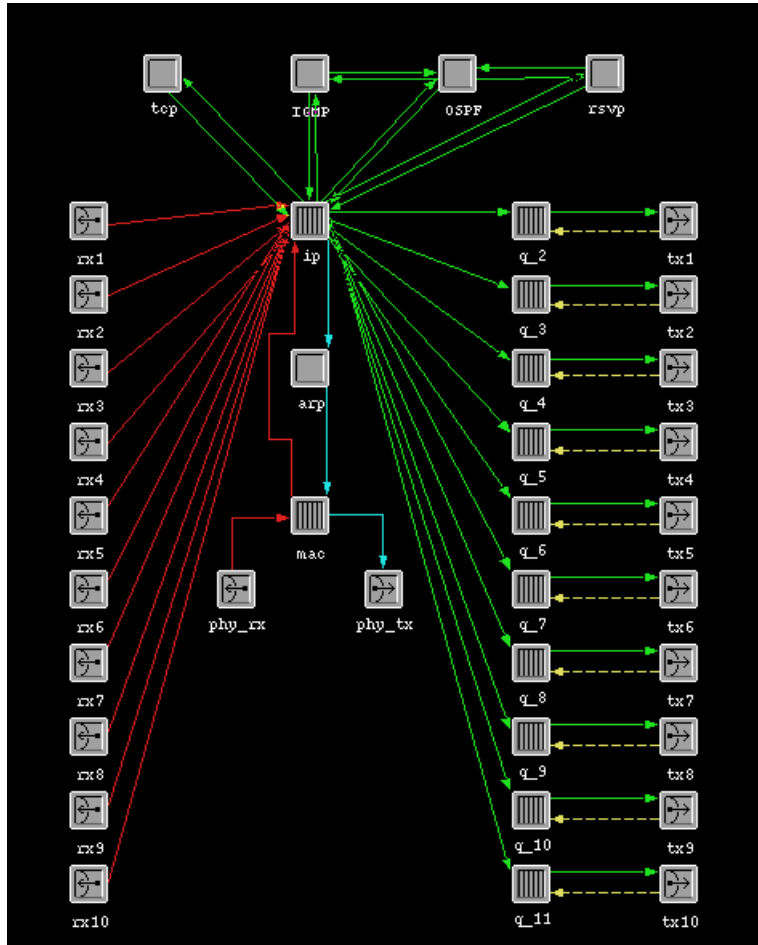 tcp IGMP OSPF rsvp
rx1 ip q_2 tx1
rx2 q_3 tx2
rx3 arp q_4 tx3
rx4 q_5 tx4
rx5 mac q_6 tx5
rx6 phy_rx phy_tx q_7 tx6
rx7 q_8 tx7
rx8 q_9 tx8
rx9 q_10 tx9
rx10 q_11 tx10